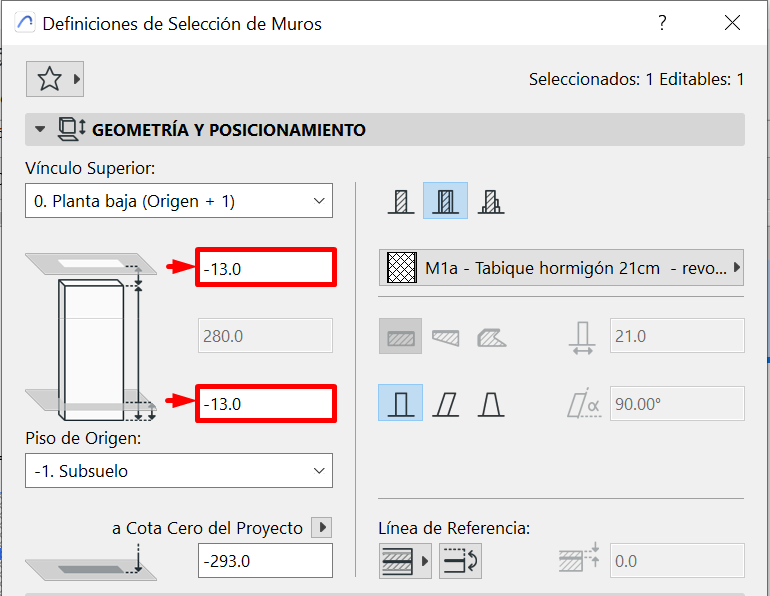 Definiciones de Selección de Muros
?
Seleccionados: 1 Editables: 1
GEOMETRÍA Y POSICIONAMIENTO
Vínculo Superior:
0. Planta baja (Origen + 1)
M1a - Tabique hormigón 21cm - revo...
-13.0
280.0
21.0
-13.0
α
90.00°
Piso de Origen:
-1. Subsuelo
a Cota Cero del Proyecto
-293.0
Línea de Referencia:
0.0